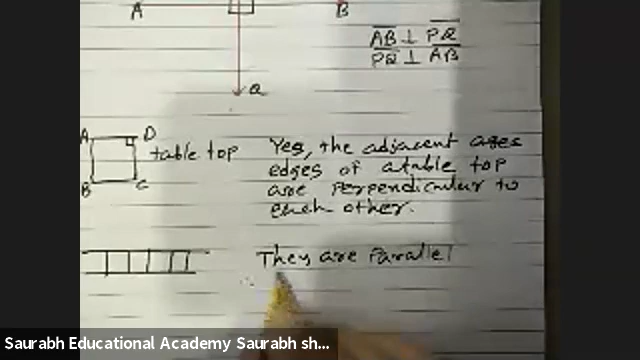 A B
AB ⊥ PQ
PQ ⊥ AB
Q
A D
table top
B C
Yes, the adjacent ages
edges of atable top
are Perpendicular to
each other.
They are Parallel
Saurabh Educational Academy Saurabh sh...